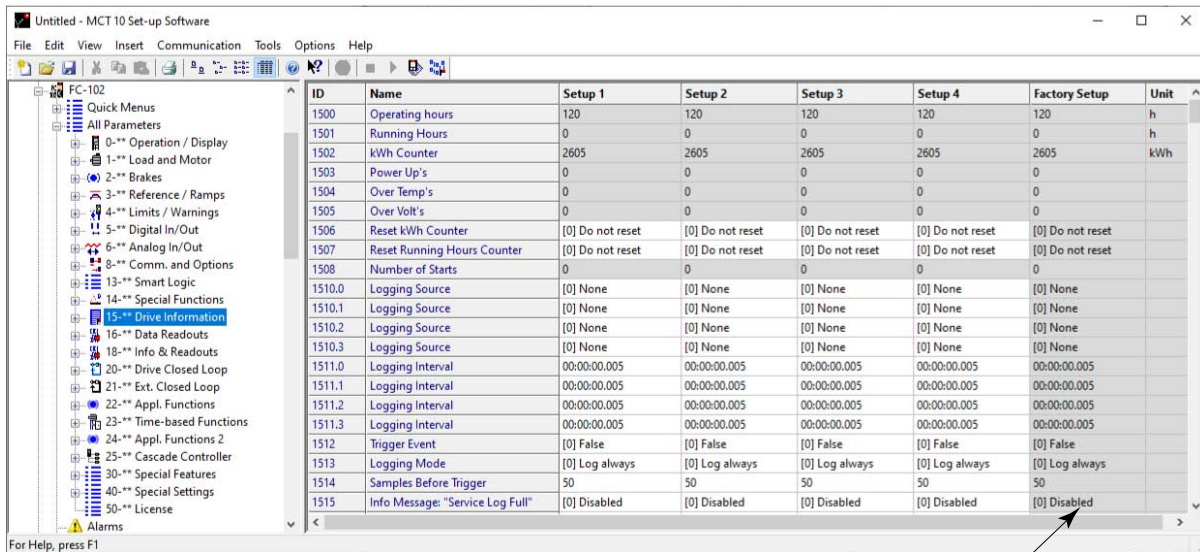 Untitled - MCT 10 Set-up Software
File Edit View Insert Communication Tools Options Help
FC-102
Quick Menus
All Parameters
0-** Operation / Display
1-** Load and Motor
2-** Brakes
3-** Reference / Ramps
4-** Limits / Warnings
5-** Digital In/Out
6-** Analog In/Out
8-** Comm. and Options
13-** Smart Logic
14-** Special Functions
15-** Drive Information
16-** Data Readouts
18-** Info & Readouts
20-** Drive Closed Loop
21-** Ext. Closed Loop
22-** Appl. Functions
23-** Time-based Functions
24-** Appl. Functions 2
25-** Cascade Controller
30-** Special Features
40-** Special Settings
50-** License
Alarms
ID Name Setup 1 Setup 2 Setup 3 Setup 4 Factory Setup Unit
1500 Operating hours 120 120 120 120 120 h
1501 Running Hours 0 0 0 0 0 h
1502 kWh Counter 2605 2605 2605 2605 2605 kWh
1503 Power Up's 0 0 0 0 0
1504 Over Temp's 0 0 0 0 0
1505 Over Volt's 0 0 0 0 0
1506 Reset kWh Counter [0] Do not reset [0] Do not reset [0] Do not reset [0] Do not reset [0] Do not reset
1507 Reset Running Hours Counter [0] Do not reset [0] Do not reset [0] Do not reset [0] Do not reset [0] Do not reset
1508 Number of Starts 0 0 0 0 0
1510.0 Logging Source [0] None [0] None [0] None [0] None [0] None
1510.1 Logging Source [0] None [0] None [0] None [0] None [0] None
1510.2 Logging Source [0] None [0] None [0] None [0] None [0] None
1510.3 Logging Source [0] None [0] None [0] None [0] None [0] None
1511.0 Logging Interval 00:00:00.005 00:00:00.005 00:00:00.005 00:00:00.005 00:00:00.005
1511.1 Logging Interval 00:00:00.005 00:00:00.005 00:00:00.005 00:00:00.005 00:00:00.005
1511.2 Logging Interval 00:00:00.005 00:00:00.005 00:00:00.005 00:00:00.005 00:00:00.005
1511.3 Logging Interval 00:00:00.005 00:00:00.005 00:00:00.005 00:00:00.005 00:00:00.005
1512 Trigger Event [0] False [0] False [0] False [0] False [0] False
1513 Logging Mode [0] Log always [0] Log always [0] Log always [0] Log always [0] Log always
1514 Samples Before Trigger 50 50 50 50 50
1515 Info Message: "Service Log Full" [0] Disabled [0] Disabled [0] Disabled [0] Disabled [0] Disabled
For Help, press F1